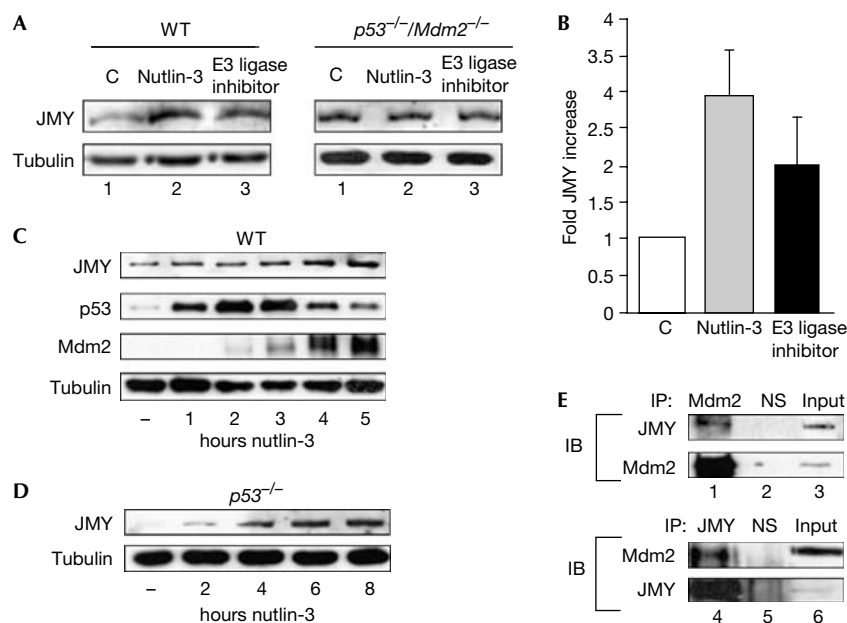 A
WT
p53⁻/⁻/Mdm2⁻/⁻
C Nutlin-3 E3 ligase inhibitor
C Nutlin-3 E3 ligase inhibitor
JMY
Tubulin
1 2 3
1 2 3
B
Fold JMY increase
4
3.5
4
2.5
2
1.5
1
0.5
0
C Nutlin-3 E3 ligase
inhibitor
C
WT
JMY
p53
Mdm2
Tubulin
– 1 2 3 4 5
hours nutlin-3
D
p53⁻/⁻
JMY
Tubulin
– 2 4 6 8
hours nutlin-3
E
IP: Mdm2 NS Input
IB
JMY
Mdm2
1 2 3
IP: JMY NS Input
IB
Mdm2
JMY
4 5 6